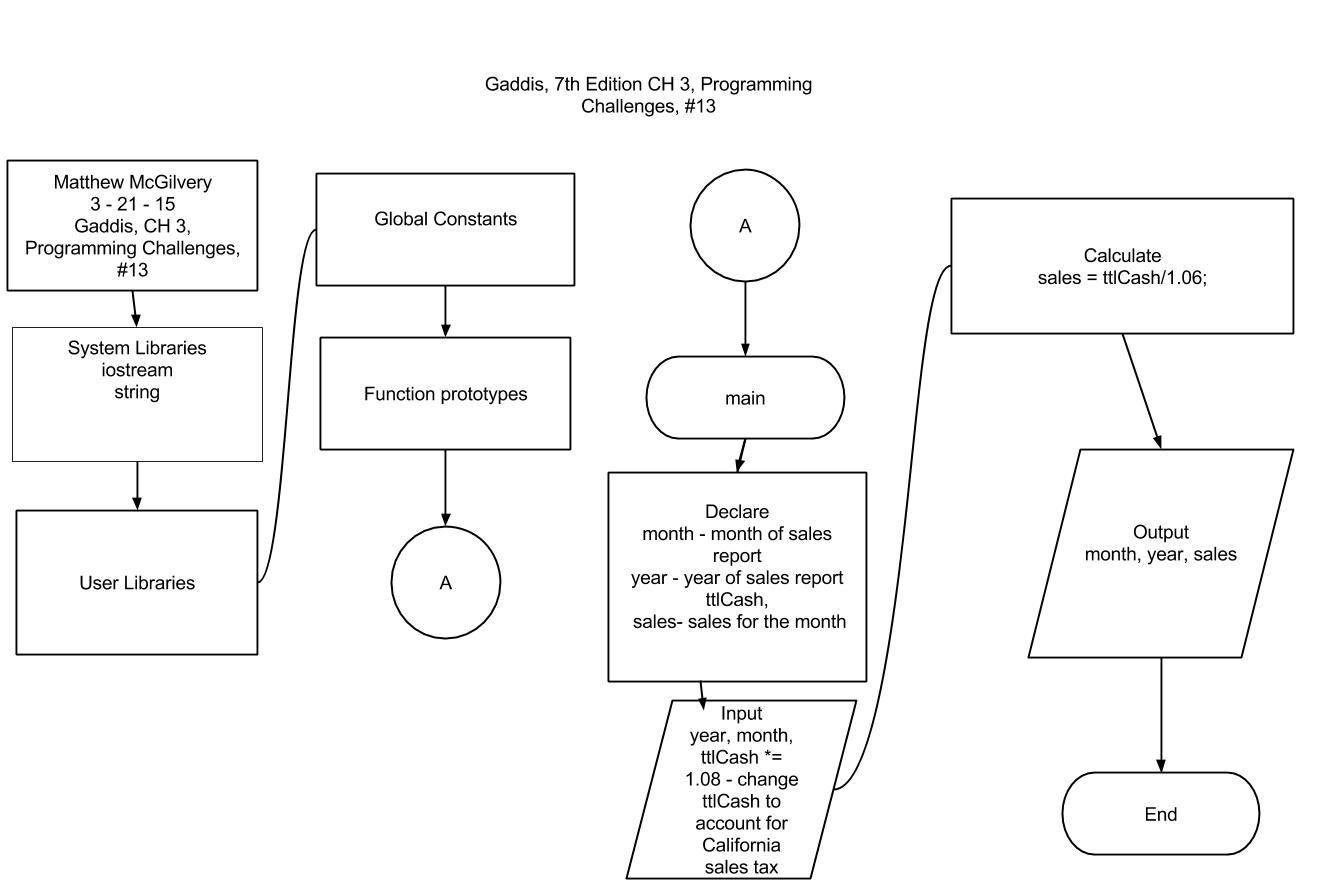 Gaddis, 7th Edition CH 3, Programming
Challenges, #13
Matthew McGilvery
3 - 21 - 15
Gaddis, CH 3,
Programming Challenges,
#13
System Libraries
iostream
string
User Libraries
Global Constants
Function prototypes
A
A
main
Declare
month - month of sales
report
year - year of sales report
ttlCash,
sales- sales for the month
Input
year, month,
ttlCash *=
1.08 - change
ttlCash to
account for
California
sales tax
Calculate
sales = ttlCash/1.06;
Output
month, year, sales
End